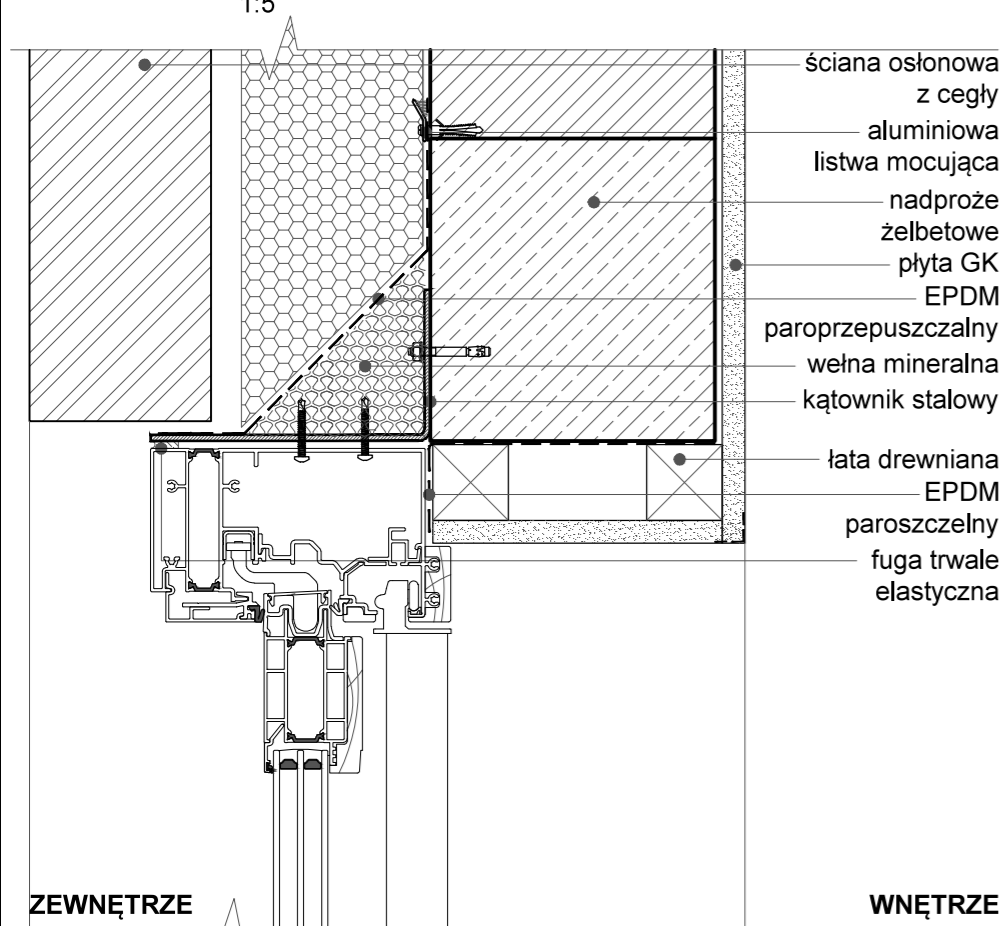 1:5
ściana osłonowa
z cegły
aluminiowa
listwa mocująca
nadproże
żelbetowe
płyta GK
EPDM
paroprzepuszczalny
wełna mineralna
kątownik stalowy
łata drewniana
EPDM
paroszczelny
fuga trwale
elastyczna
ZEWNĘTRZE
WNĘTRZE